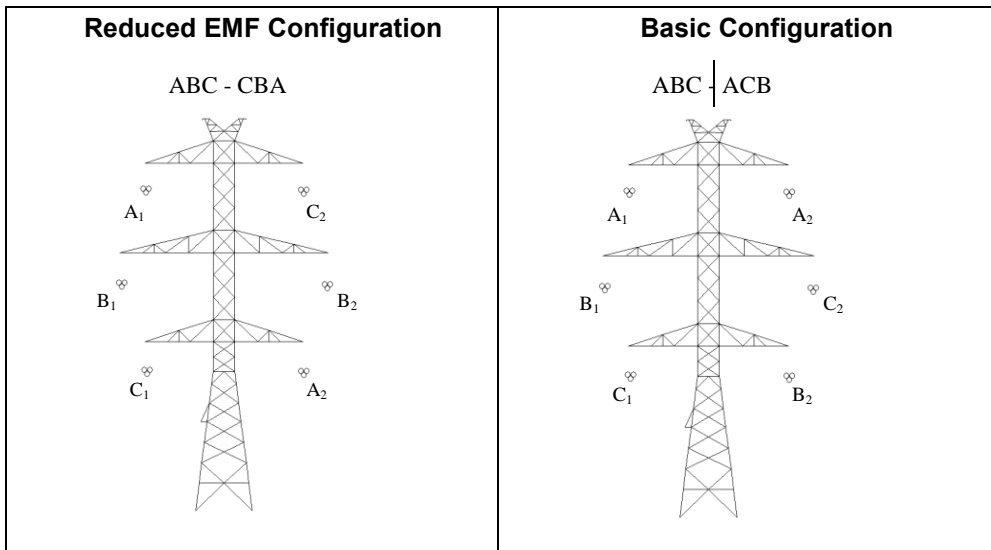 Reduced EMF Configuration
ABC - CBA
A₁ C₂
B₁ B₂
C₁ A₂
Basic Configuration
ABC - ACB
A₁ A₂
B₁ C₂
C₁ B₂